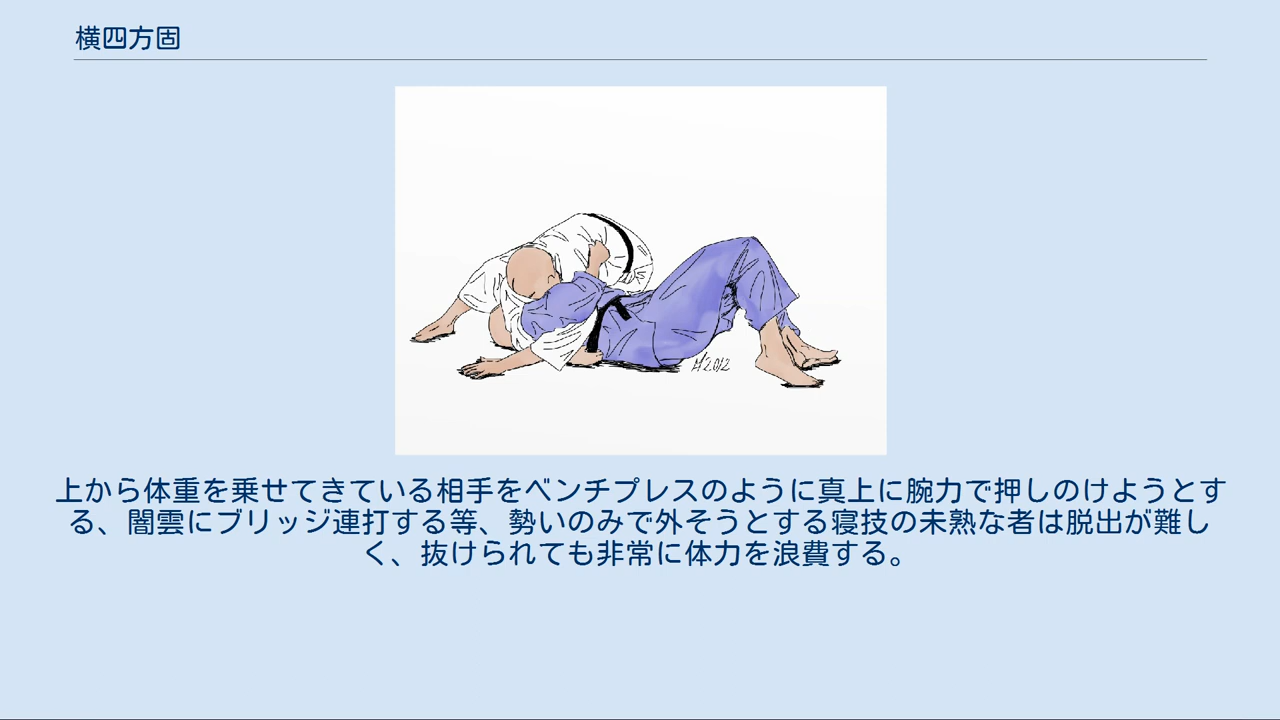 横四方固
上から体重を乗せてきている相手をベンチプレスのように真上に腕力で押しのけようとす
る、闇雲にブリッジ連打する等、勢いのみで外そうとする寝技の未熟な者は脱出が難し
く、抜けられても非常に体力を浪費する。